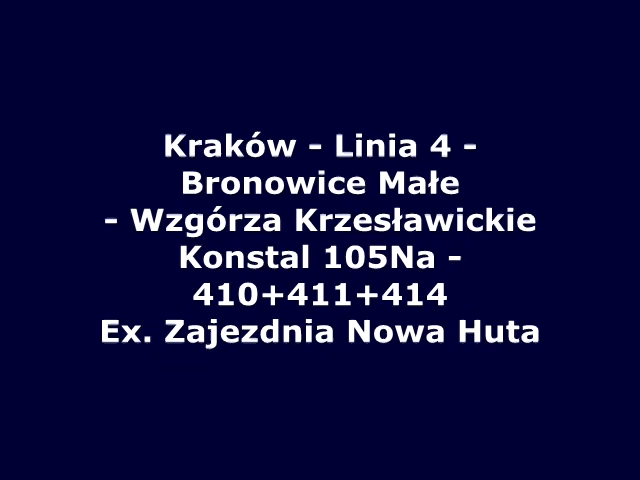 Kraków - Linia 4 -
Bronowice Małe
- Wzgórza Krzesławickie
Konstal 105Na -
410+411+414
Ex. Zajezdnia Nowa Huta